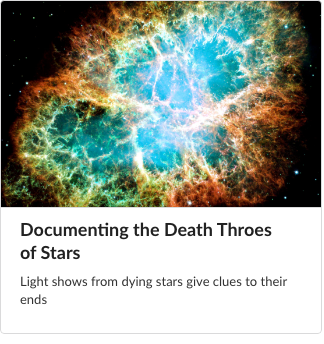 Documenting the Death Throes
of Stars
Light shows from dying stars give clues to their
ends